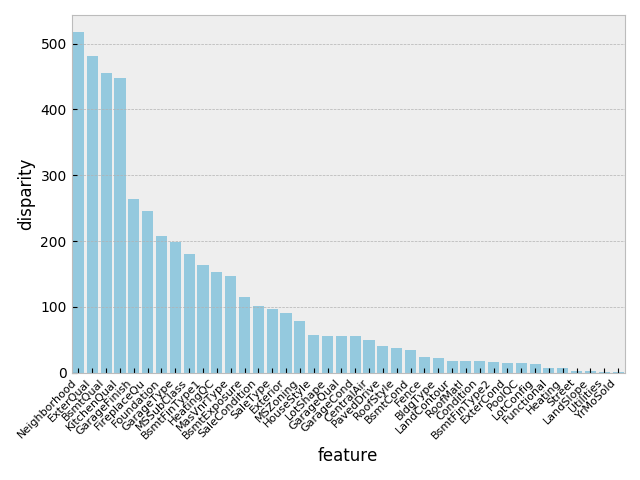 500
400
300
200
100
0
disparity
Neighborhood
ExterQual
BsmtQual
KitchenQual
GarageFinish
FireplaceQu
Foundation
GarageType
MSSubClass
BsmtFinType1
HeatingQC
MasVnrType
BsmtExposure
SaleCondition
SaleType
Exterior
MSZoning
HouseStyle
LotShape
GarageQual
GarageCond
CentralAir
PavedDrive
RoofStyle
BsmtCond
Fence
BldgType
LandContour
RoofMatl
Condition
BsmtFinType2
ExterCond
PoolQC
LotConfig
Functional
Heating
Street
LandSlope
Utilities
YrMoSold
feature